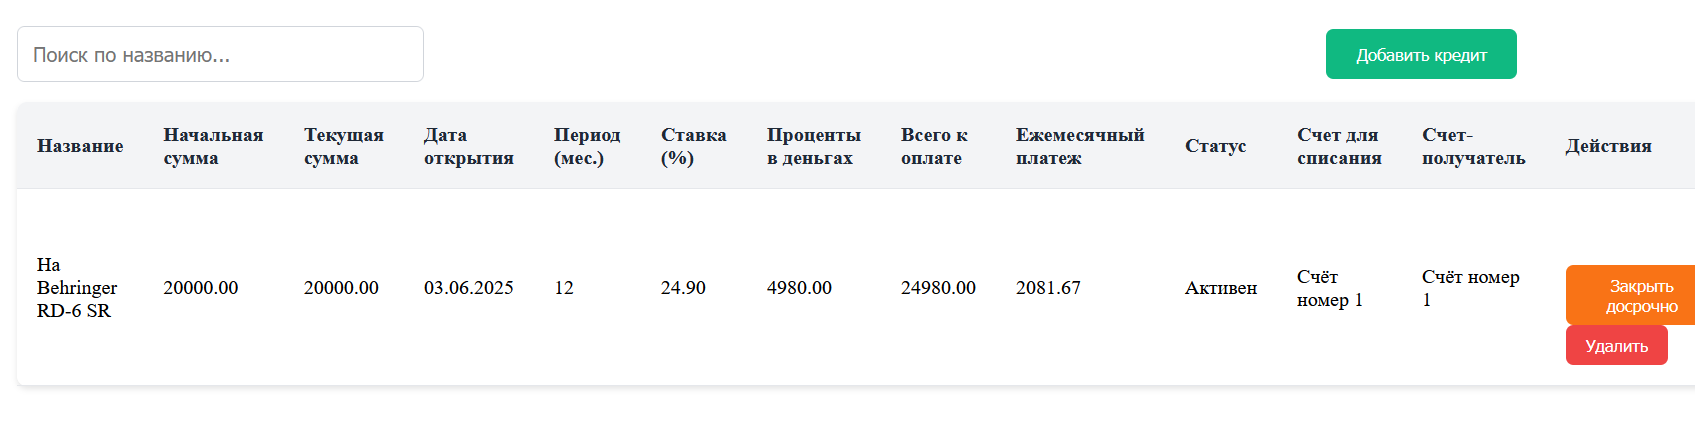 Поиск по названию...
Добавить кредит
Название
Начальная
сумма
Текущая
сумма
Дата
открытия
Период
(мес.)
Ставка
(%)
Проценты
в деньгах
Всего к
оплате
Ежемесячный
платеж
Статус
Счет для
списания
Счет-
получатель
Действия
На
Behringer
RD-6 SR
20000.00
20000.00
03.06.2025
12
24.90
4980.00
24980.00
2081.67
Активен
Счёт
номер 1
Счёт номер
1
Закрыть
досрочно
Удалить